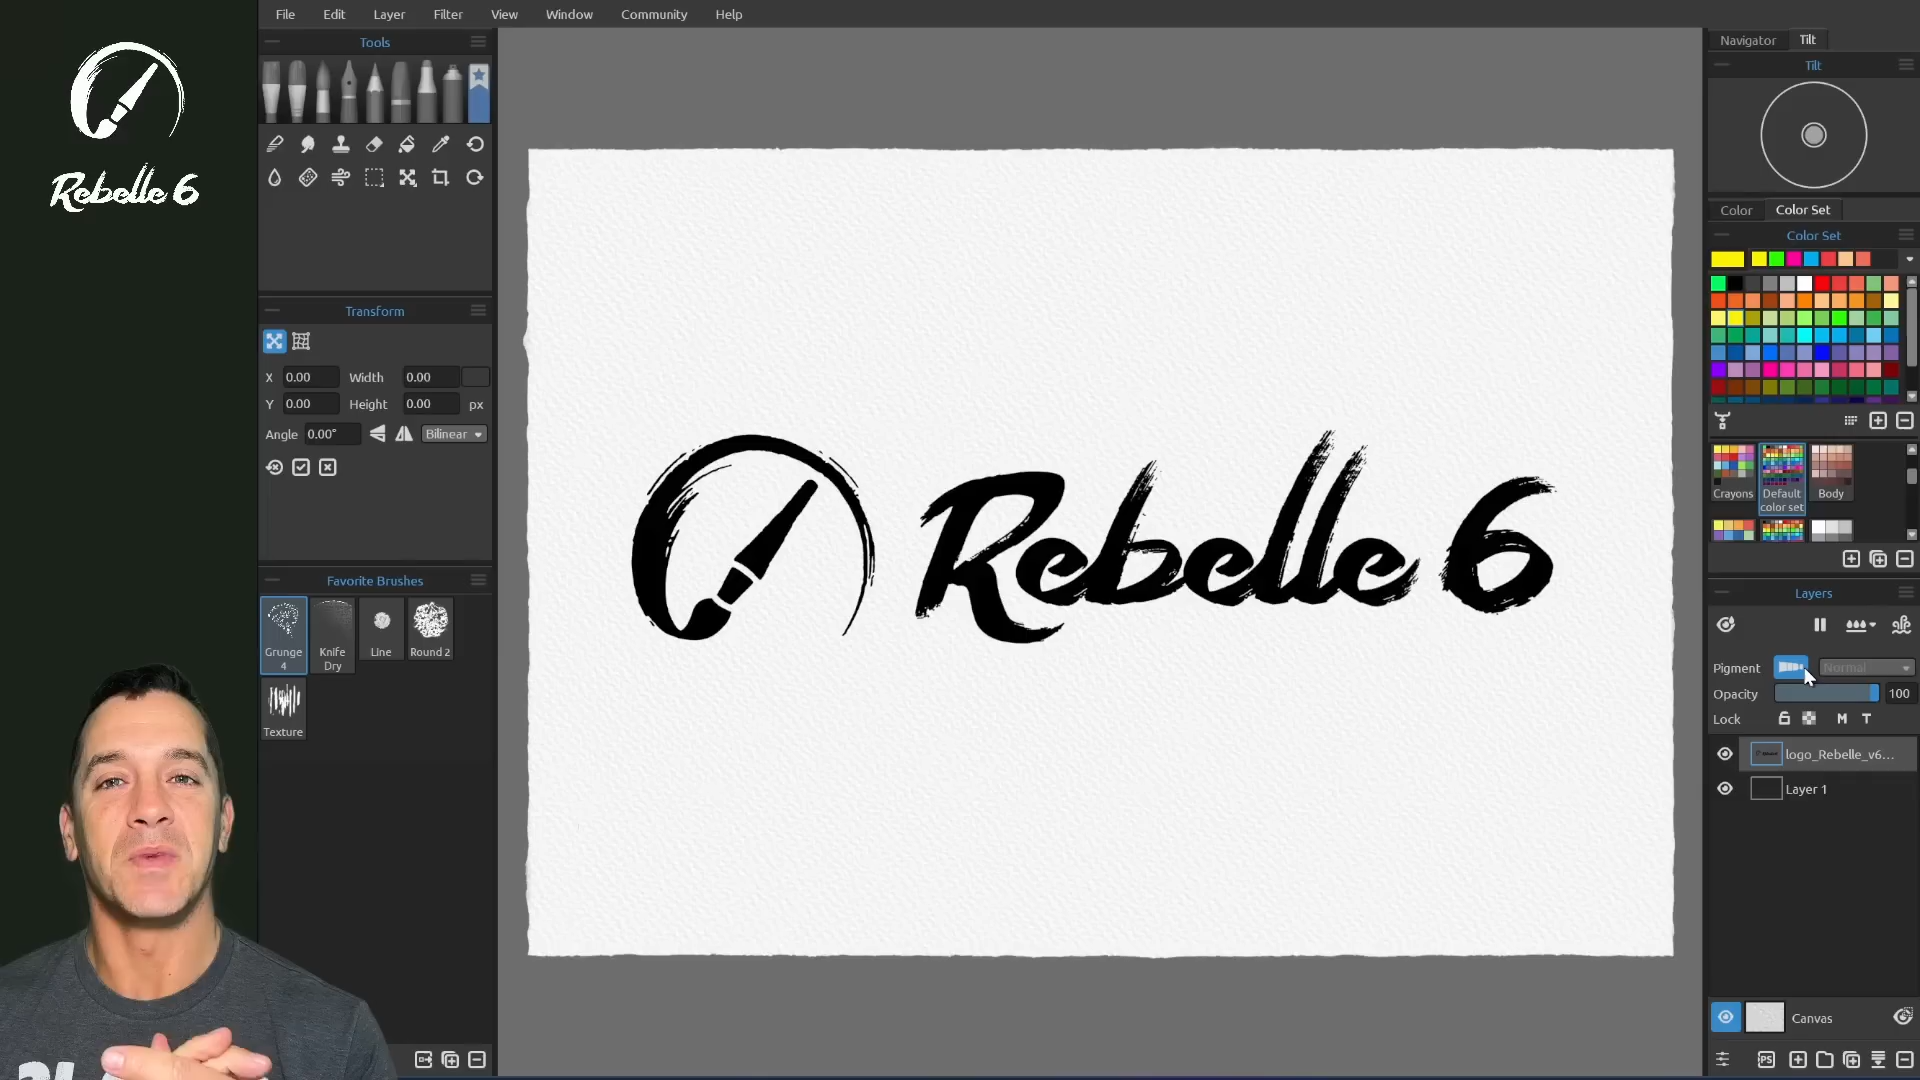 Rebelle 6
File Edit Layer Filter View Window Community Help
Tools
Transform
X 0.00 Width 0.00
Y 0.00 Height 0.00 px
Angle 0.00° Bilinear
Favorite Brushes
Grunge 4
Knife Dry
Line
Round 2
Texture
Rebelle 6
Navigator Tilt
Tilt
Color Color Set
Color Set
Crayons
Default color set
Body
Layers
Pigment Normal
Opacity 100
Lock M T
logo_Rebelle_v6...
Layer 1
Canvas
PS